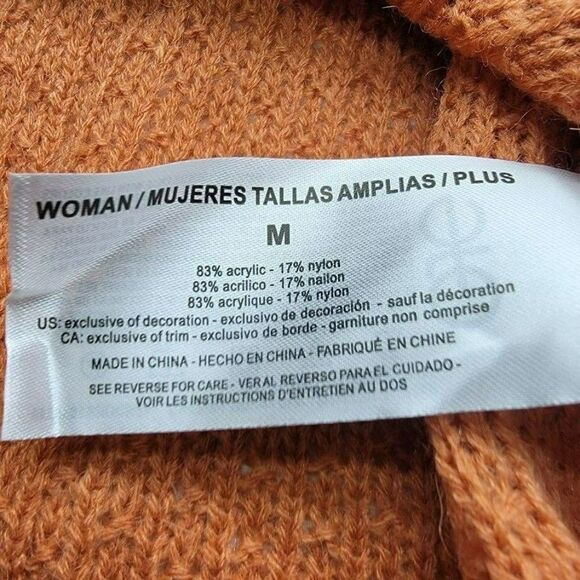 WOMAN / MUJERES TALLAS AMPLIAS / PLUS
M
83% acrylic - 17% nylon
83% acrilico - 17% nailon
83% acrylique - 17% nylon
US: exclusive of decoration - exclusivo de decoración - sauf la décoration
CA: exclusive of trim - exclusivo de borde - garniture non comprise
MADE IN CHINA - HECHO EN CHINA - FABRIQUÉ EN CHINE
SEE REVERSE FOR CARE - VER AL REVERSO PARA EL CUIDADO -
VOIR LES INSTRUCTIONS D'ENTRETIEN AU DOS